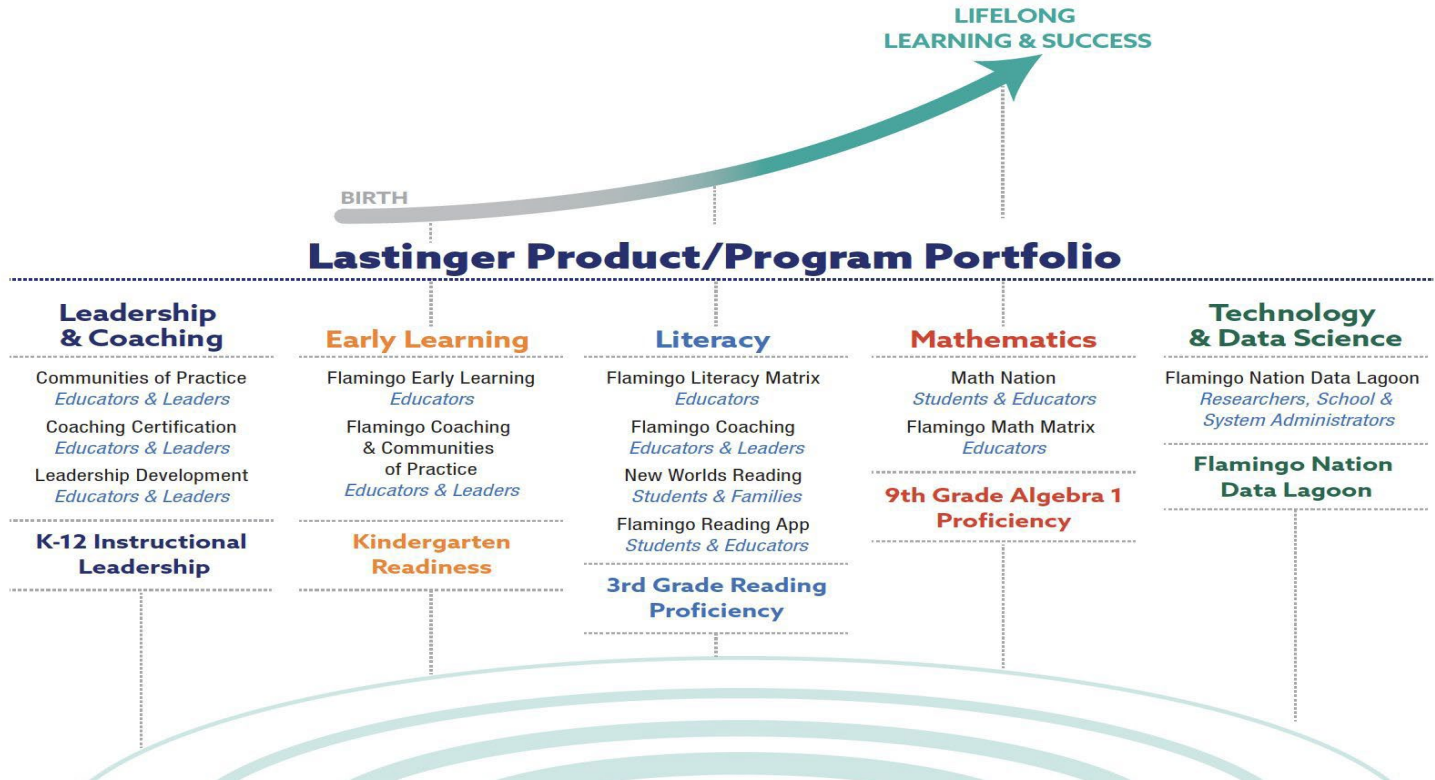 LIFELONG
LEARNING & SUCCESS
BIRTH
Lastinger Product/Program Portfolio
Leadership
& Coaching
Communities of Practice
Educators & Leaders
Coaching Certification
Educators & Leaders
Leadership Development
Educators & Leaders
K-12 Instructional
Leadership
Early Learning
Flamingo Early Learning
Educators
Flamingo Coaching
& Communities
of Practice
Educators & Leaders
Kindergarten
Readiness
Literacy
Flamingo Literacy Matrix
Educators
Flamingo Coaching
Educators & Leaders
New Worlds Reading
Students & Families
Flamingo Reading App
Students & Educators
3rd Grade Reading
Proficiency
Mathematics
Math Nation
Students & Educators
Flamingo Math Matrix
Educators
9th Grade Algebra 1
Proficiency
Technology
& Data Science
Flamingo Nation Data Lagoon
Researchers, School &
System Administrators
Flamingo Nation
Data Lagoon